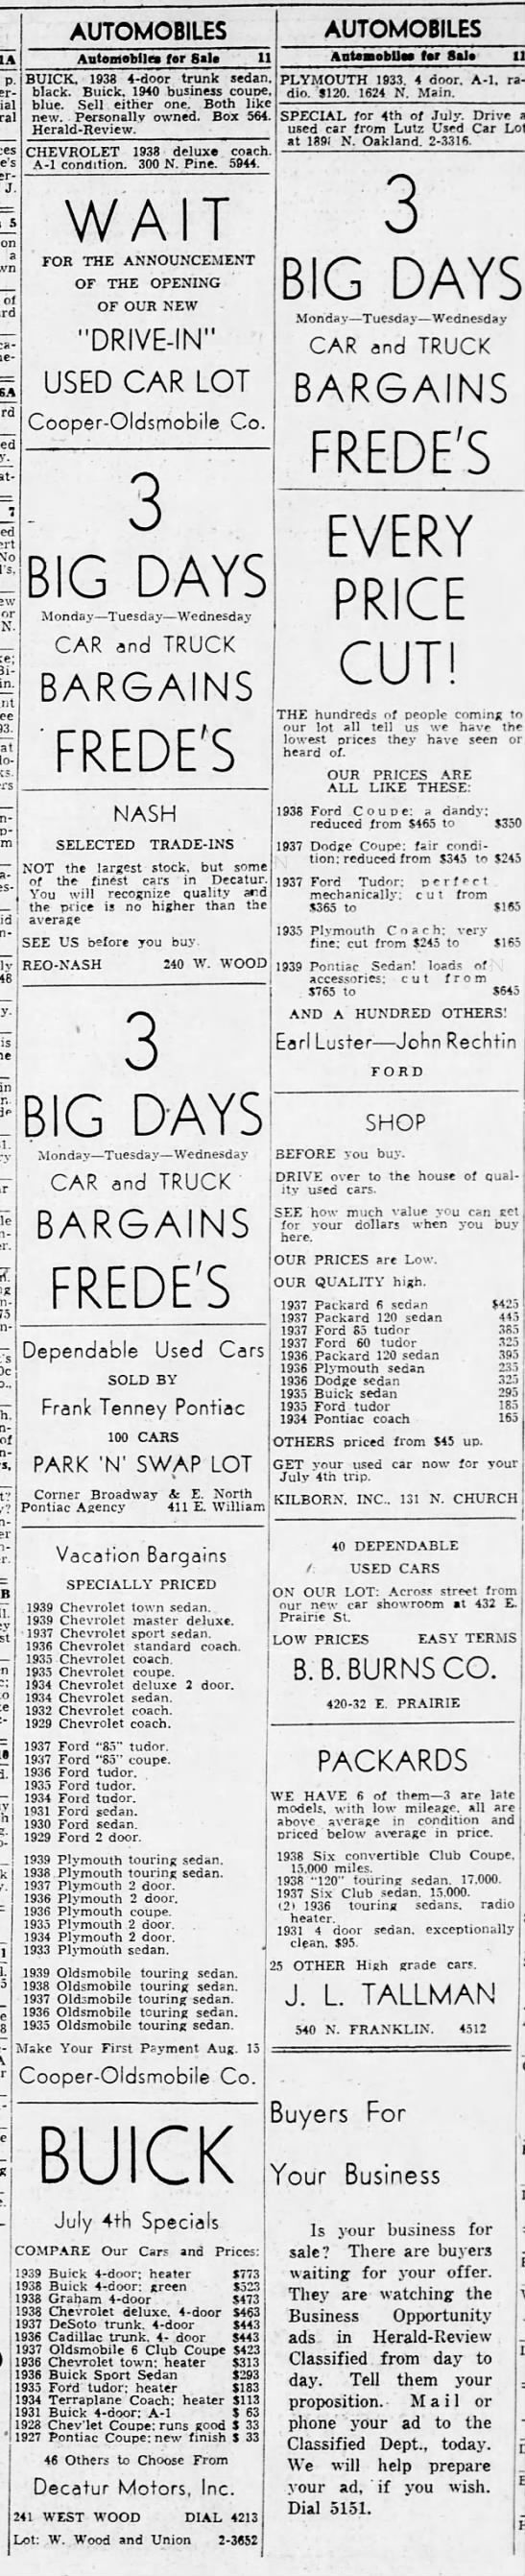 AUTOMOBILES
Automobiles for Sale 11
BUICK, 1938 4-door trunk sedan,
black. Buick, 1940 business coupe,
blue. Sell either one. Both like
new. Personally owned. Box 564.
Herald-Review.
CHEVROLET 1938 deluxe coach.
A-1 condition. 300 N. Pine. 5944.
WAIT
FOR THE ANNOUNCEMENT
OF THE OPENING
OF OUR NEW
"DRIVE-IN"
USED CAR LOT
Cooper-Oldsmobile Co.
3
BIG DAYS
Monday—Tuesday—Wednesday
CAR and TRUCK
BARGAINS
FREDE'S
NASH
SELECTED TRADE-INS
NOT the largest stock, but some
of the finest cars in Decatur.
You will recognize quality and
the price is no higher than the
average
SEE US before you buy.
REO-NASH 240 W. WOOD
3
BIG DAYS
Monday—Tuesday—Wednesday
CAR and TRUCK
BARGAINS
FREDE'S
Dependable Used Cars
SOLD BY
Frank Tenney Pontiac
100 CARS
PARK 'N' SWAP LOT
Corner Broadway & E. North
Pontiac Agency 411 E. William
Vacation Bargains
SPECIALLY PRICED
1939 Chevrolet town sedan.
1939 Chevrolet master deluxe.
1937 Chevrolet sport sedan.
1936 Chevrolet standard coach.
1935 Chevrolet coach.
1935 Chevrolet coupe.
1934 Chevrolet deluxe 2 door.
1934 Chevrolet sedan.
1932 Chevrolet coach.
1929 Chevrolet coach.
1937 Ford "85" tudor.
1937 Ford "85" coupe.
1936 Ford tudor.
1935 Ford tudor.
1934 Ford tudor.
1931 Ford sedan.
1930 Ford sedan.
1929 Ford 2 door.
1939 Plymouth touring sedan.
1938 Plymouth touring sedan.
1937 Plymouth 2 door.
1936 Plymouth 2 door.
1936 Plymouth coupe.
1935 Plymouth 2 door.
1934 Plymouth 2 door.
1933 Plymouth sedan.
1939 Oldsmobile touring sedan.
1938 Oldsmobile touring sedan.
1937 Oldsmobile touring sedan.
1936 Oldsmobile touring sedan.
1935 Oldsmobile touring sedan.
Make Your First Payment Aug. 15
Cooper-Oldsmobile Co.
BUICK
July 4th Specials
COMPARE Our Cars and Prices:
1939 Buick 4-door; heater $773
1938 Buick 4-door; green $523
1938 Graham 4-door $473
1938 Chevrolet deluxe, 4-door $463
1937 DeSoto trunk, 4-door $443
1936 Cadillac trunk, 4- door $443
1937 Oldsmobile 6 Club Coupe $423
1936 Chevrolet town; heater $313
1936 Buick Sport Sedan $293
1935 Ford tudor; heater $183
1934 Terraplane Coach; heater $113
1931 Buick 4-door; A-1 $ 63
1928 Chev'let Coupe; runs good $ 33
1927 Pontiac Coupe; new finish $ 33
46 Others to Choose From
Decatur Motors, Inc.
241 WEST WOOD DIAL 4213
Lot: W. Wood and Union 2-3652
AUTOMOBILES
Automobiles for Sale 11
PLYMOUTH 1933, 4 door, A-1, ra-
dio. $120. 1624 N. Main.
SPECIAL for 4th of July. Drive a
used car from Lutz Used Car Lot
at N. Oakland. 2-3316.
3
BIG DAYS
Monday—Tuesday—Wednesday
CAR and TRUCK
BARGAINS
FREDE'S
EVERY
PRICE
CUT!
THE hundreds of people coming to
our lot all tell us we have the
lowest prices they have seen or
heard of.
OUR PRICES ARE
ALL LIKE THESE:
1938 Ford Coupe; a dandy;
reduced from $465 to $350
1937 Dodge Coupe; fair condi-
tion; reduced from $345 to $245
1937 Ford Tudor; perfect
mechanically; cut from
$365 to $165
1935 Plymouth Coach; very
fine; cut from $245 to $165
1939 Pontiac Sedan! loads of
accessories; cut from
$765 to $645
AND A HUNDRED OTHERS!
Earl Luster—John Rechtin
FORD
SHOP
BEFORE you buy.
DRIVE over to the house of qual-
ity used cars.
SEE how much value you can get
for your dollars when you buy
here.
OUR PRICES are Low.
OUR QUALITY high.
1937 Packard 6 sedan $425
1937 Packard 120 sedan 445
1937 Ford 85 tudor 385
1937 Ford 60 tudor 325
1936 Packard 120 sedan 395
1936 Plymouth sedan 235
1936 Dodge sedan 325
1935 Buick sedan 295
1935 Ford tudor 185
1934 Pontiac coach 165
OTHERS priced from $45 up.
GET your used car now for your
July 4th trip.
KILBORN, INC., 131 N. CHURCH
40 DEPENDABLE
USED CARS
ON OUR LOT: Across street from
our new car showroom at 432 E.
Prairie St.
LOW PRICES EASY TERMS
B. B. BURNS CO.
420-32 E. PRAIRIE
PACKARDS
WE HAVE 6 of them—3 are late
models, with low mileage, all are
above average in condition and
priced below average in price.
1938 Six convertible Club Coupe,
15,000 miles.
1938 "120" touring sedan. 17,000.
1937 Six Club sedan, 15,000.
(2) 1936 touring sedans, radio
heater.
1931 4 door sedan, exceptionally
clean, $95.
25 OTHER High grade cars.
J. L. TALLMAN
540 N. FRANKLIN. 4512
Buyers For
Your Business
Is your business for
sale? There are buyers
waiting for your offer.
They are watching the
Business Opportunity
ads in Herald-Review
Classified from day to
day. Tell them your
proposition. Mail or
phone your ad to the
Classified Dept., today.
We will help prepare
your ad, if you wish.
Dial 5151.